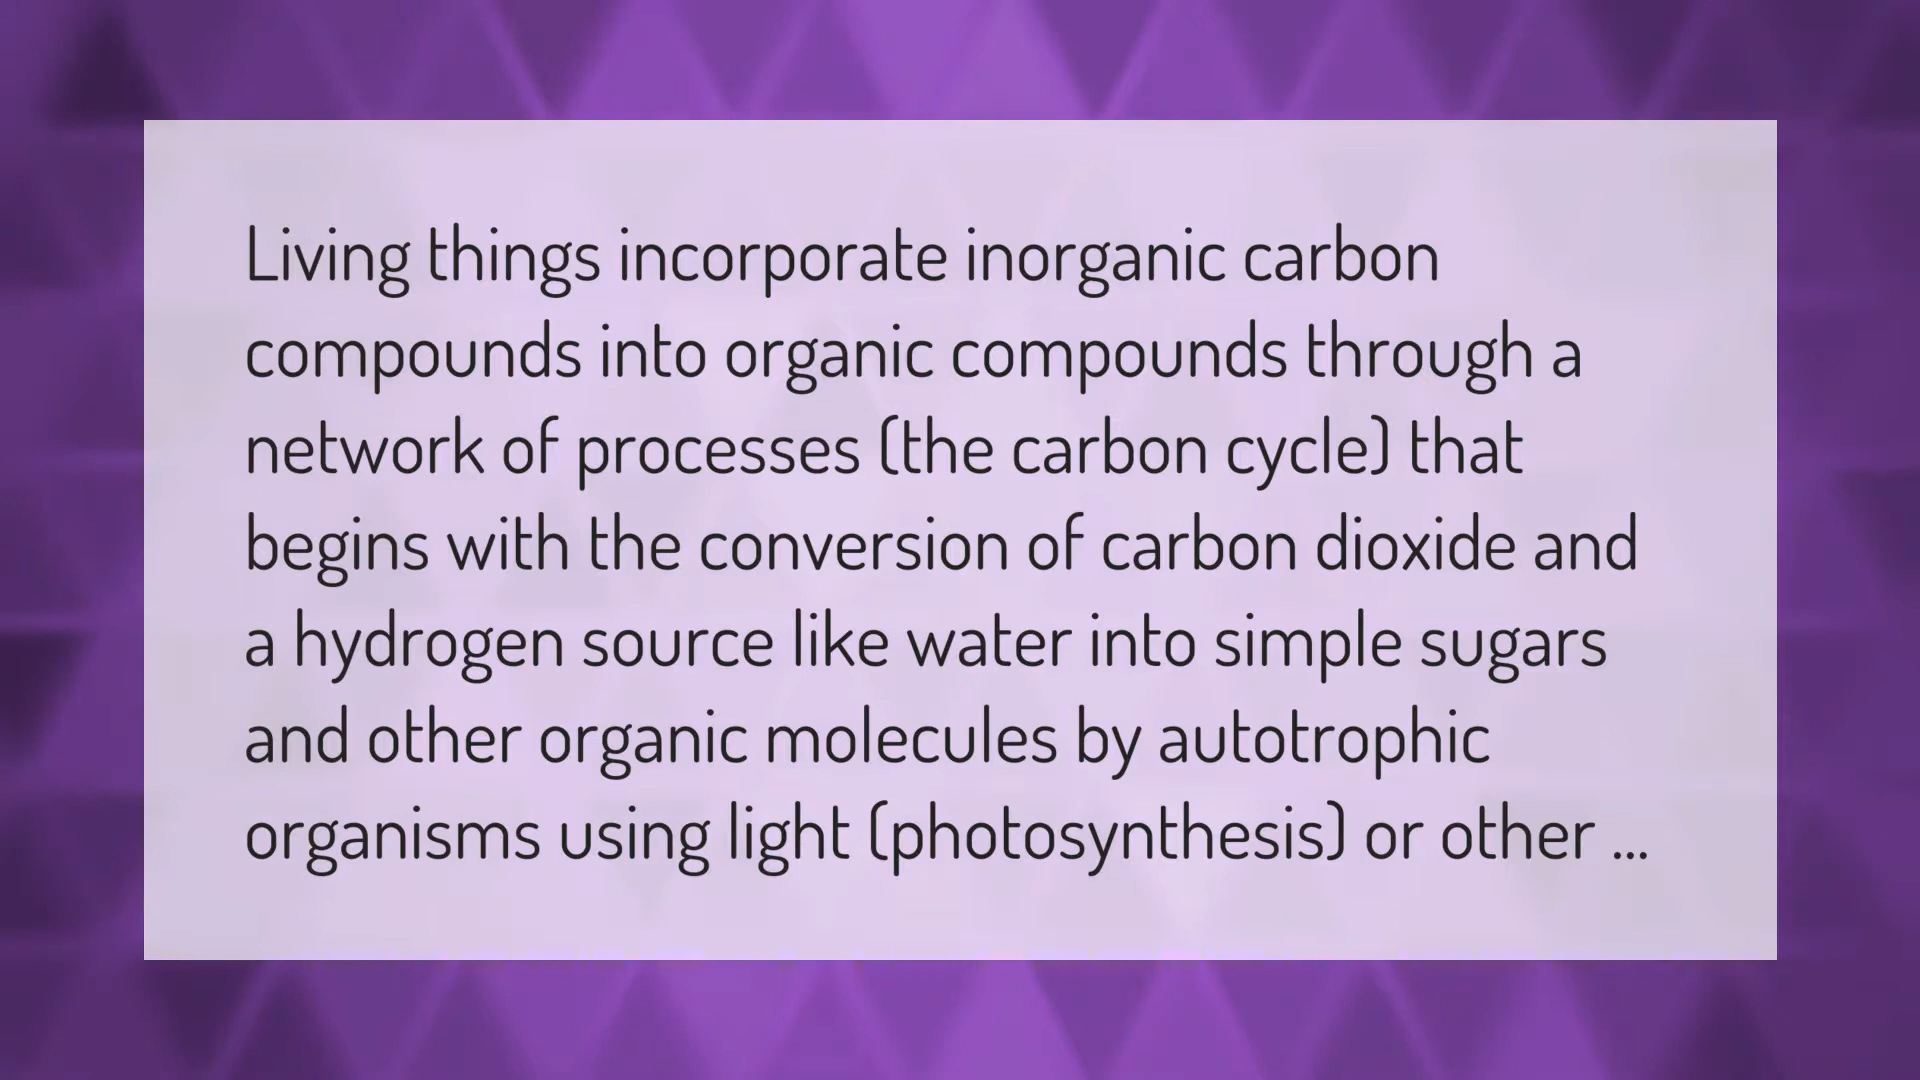 Living things incorporate inorganic carbon
compounds into organic compounds through a
network of processes (the carbon cycle) that
begins with the conversion of carbon dioxide and
a hydrogen source like water into simple sugars
and other organic molecules by autotrophic
organisms using light (photosynthesis) or other ...